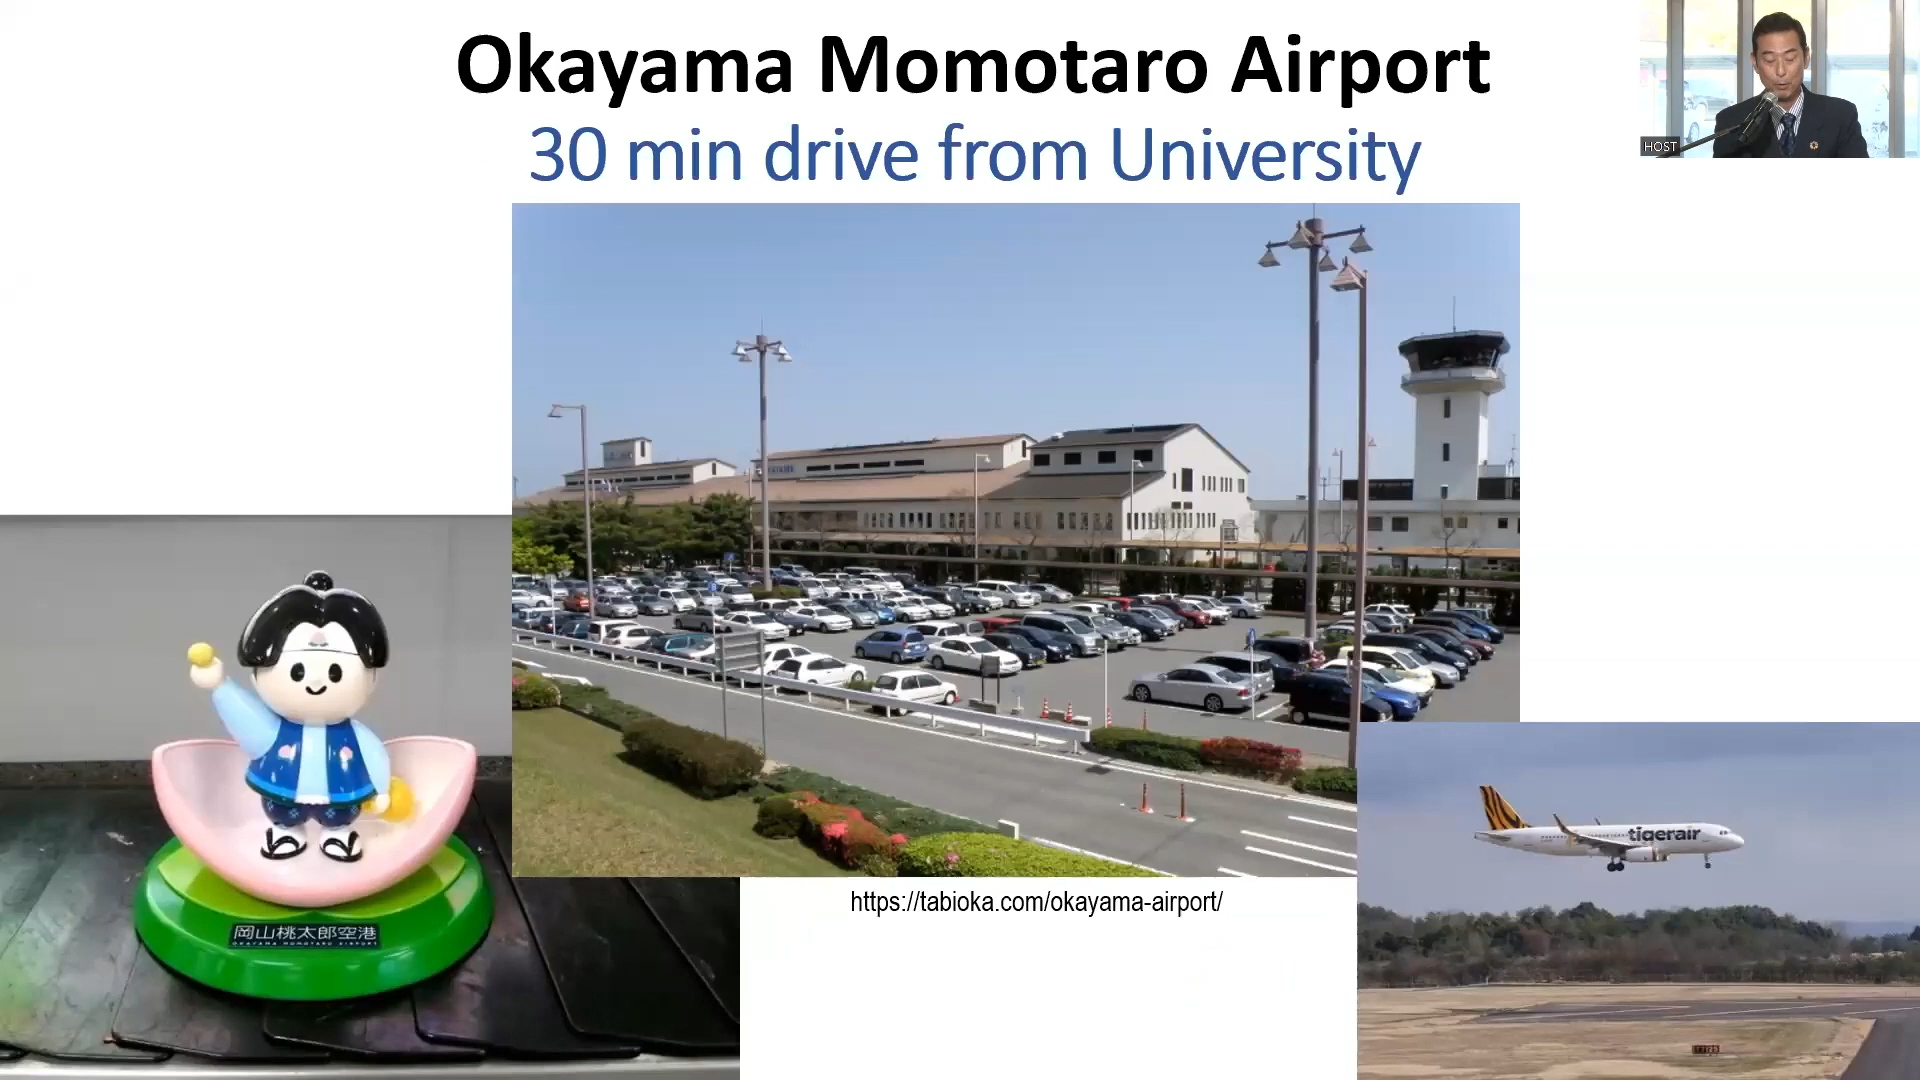 Okayama Momotaro Airport
30 min drive from University
HOST
岡山桃太郎空港
OKAYAMA MOMOTARO AIRPORT
tigerair
https://tabioka.com/okayama-airport/